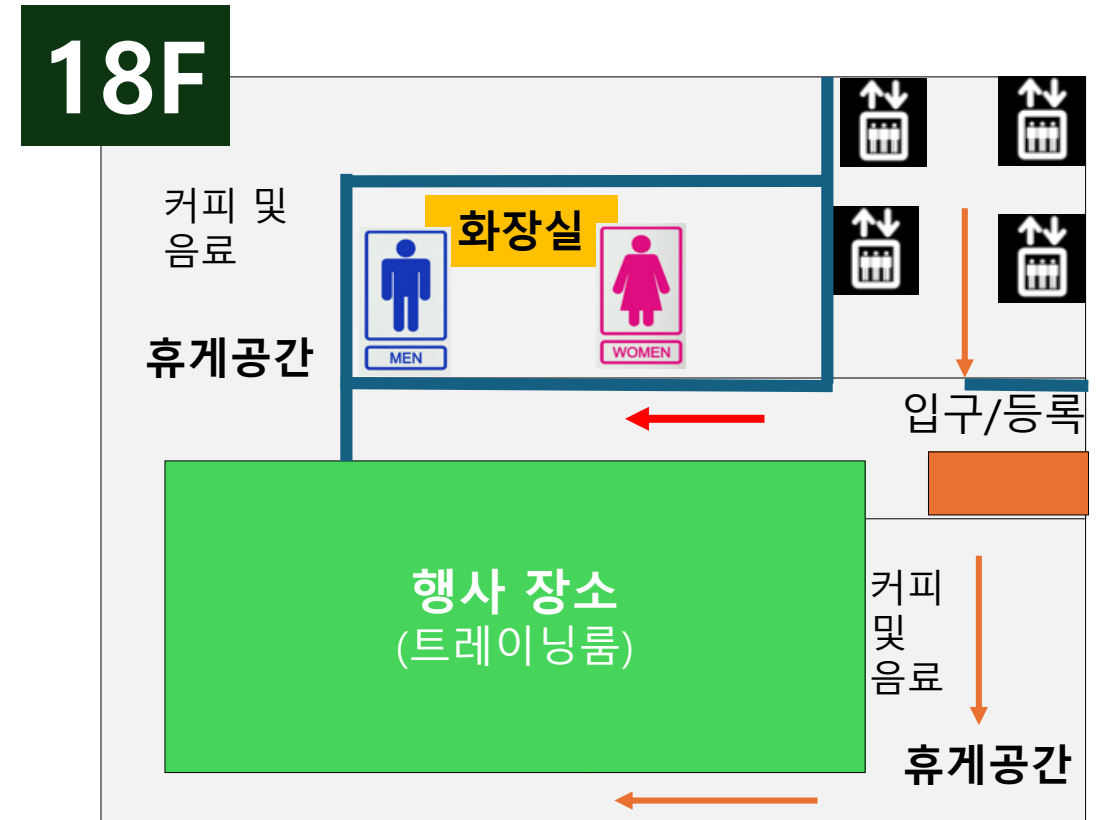 18F
커피 및
음료
화장실
MEN
WOMEN
휴게공간
입구/등록
행사 장소
(트레이닝룸)
커피
및
음료
휴게공간